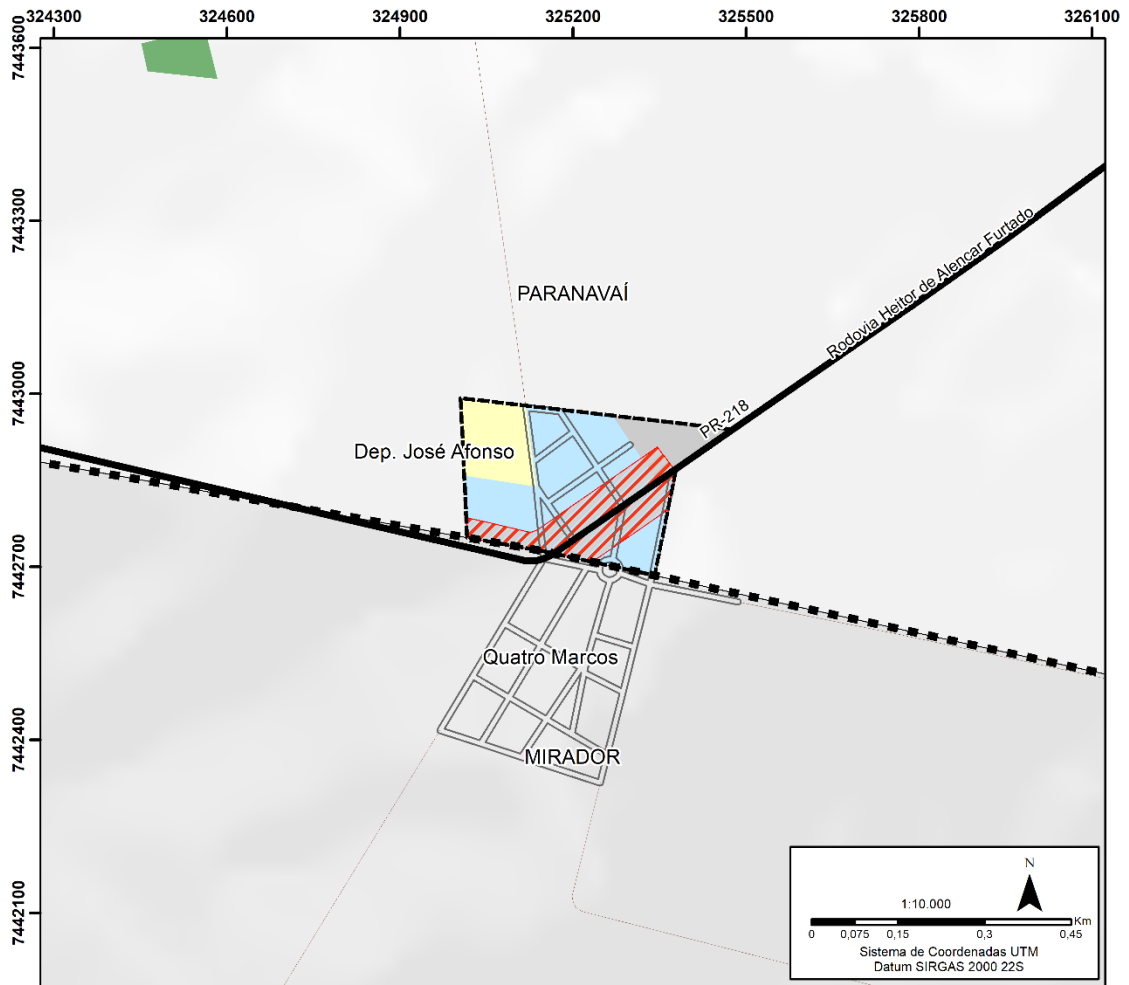 324300 324600 324900 325200 325500 325800 326100
7443600
7443300
7443000
7442700
7442400
7442100
Rodovia Heitor de Alencar Furtado
PARANAVAÍ
PR-218
Dep. José Afonso
Quatro Marcos
MIRADOR
N
1:10.000
Km
0 0,075 0,15 0,3 0,45
Sistema de Coordenadas UTM
Datum SIRGAS 2000 22S